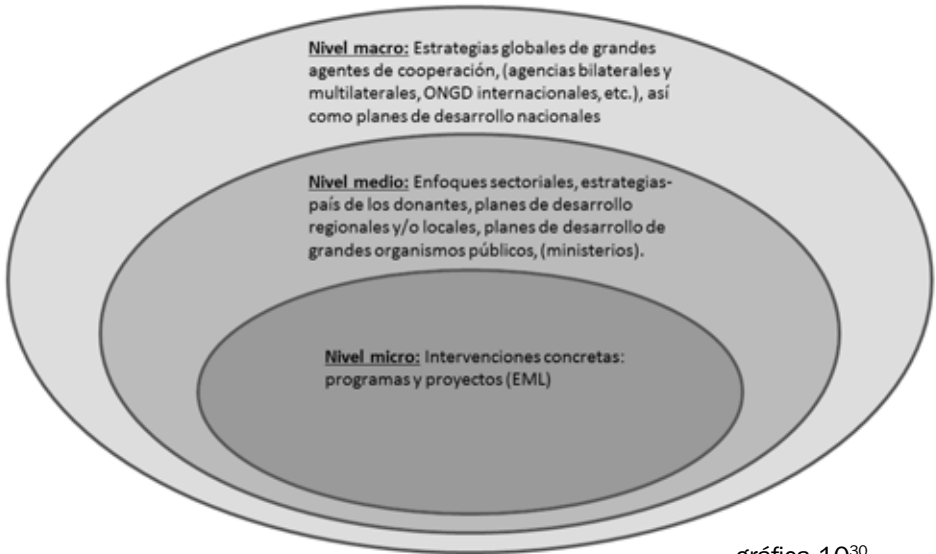 Nivel macro: Estrategias globales de grandes
agentes de cooperación, (agencias bilaterales y
multilaterales, ONGD internacionales, etc.), así
como planes de desarrollo nacionales
Nivel medio: Enfoques sectoriales, estrategias-
país de los donantes, planes de desarrollo
regionales y/o locales, planes de desarrollo de
grandes organismos públicos, (ministerios).
Nivel micro: Intervenciones concretas:
programas y proyectos (EML)
gráfico 10³⁰